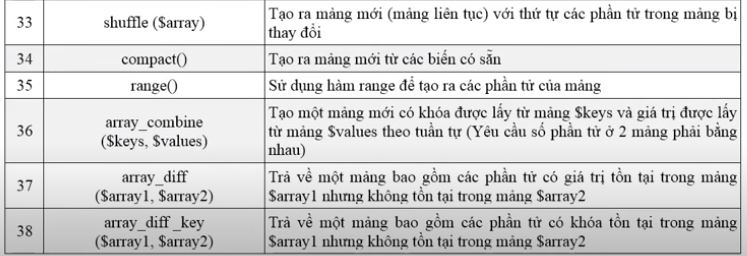 33 shuffle ($array) Tạo ra mảng mới (mảng liên tục) với thứ tự các phần tử trong mảng bị
thay đổi
34 compact() Tạo ra mảng mới từ các biến có sẵn
35 range() Sử dụng hàm range để tạo ra các phần tử của mảng
36 array_combine
($keys, $values)
Tạo một mảng mới có khóa được lấy từ mảng $keys và giá trị được lấy
từ mảng $values theo tuần tự (Yêu cầu số phần tử ở 2 mảng phải bằng
nhau)
37 array_diff
($array1, $array2)
Trả về một mảng bao gồm các phần tử có giá trị tồn tại trong mảng
$array1 nhưng không tồn tại trong mảng $array2
38 array_diff _key
($array1, $array2)
Trả về một mảng bao gồm các phần tử có khóa tồn tại trong mảng
$array1 nhưng không tồn tại trong mảng $array2